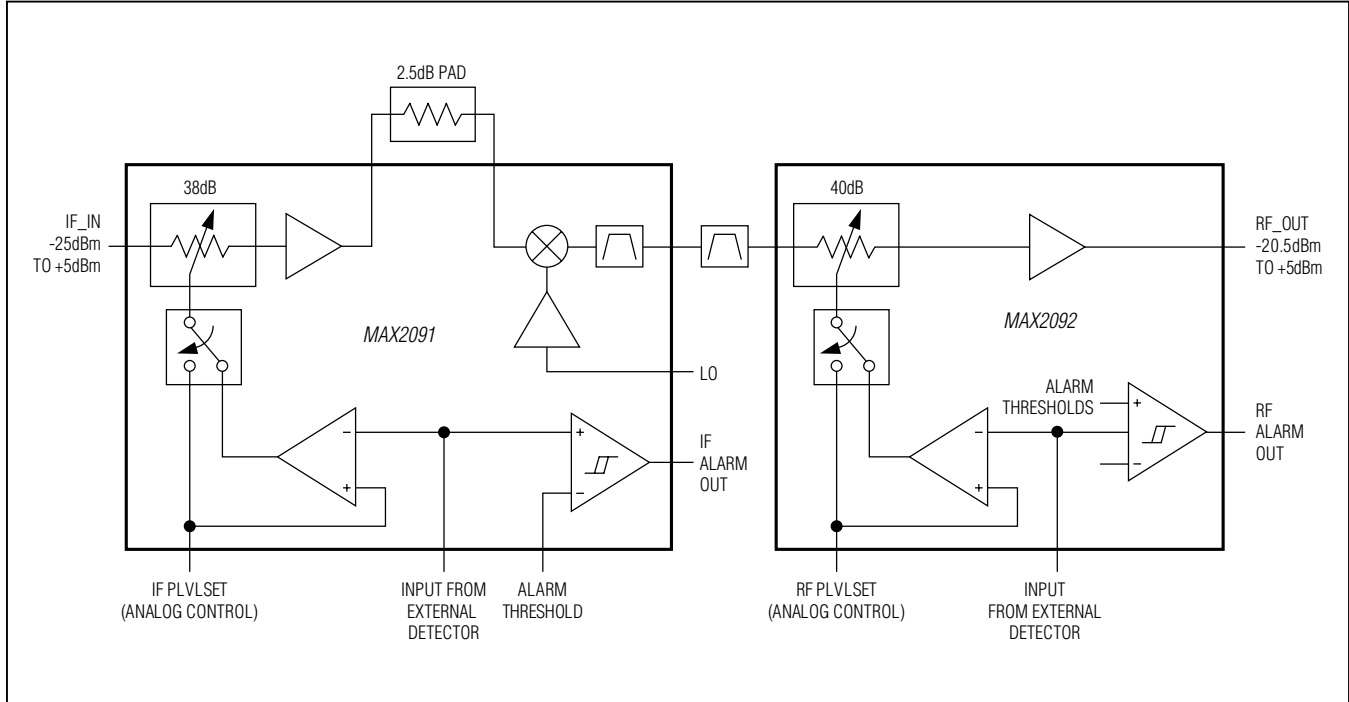 2.5dB PAD
38dB
40dB
IF_IN
-25dBm
TO +5dBm
RF_OUT
-20.5dBm
TO +5dBm
MAX2091
MAX2092
LO
ALARM
THRESHOLDS
+
-
RF
ALARM
OUT
-
+
+
-
IF
ALARM
OUT
-
+
IF PLVLSET
(ANALOG CONTROL)
INPUT FROM
EXTERNAL
DETECTOR
ALARM
THRESHOLD
RF PLVLSET
(ANALOG CONTROL)
INPUT
FROM EXTERNAL
DETECTOR